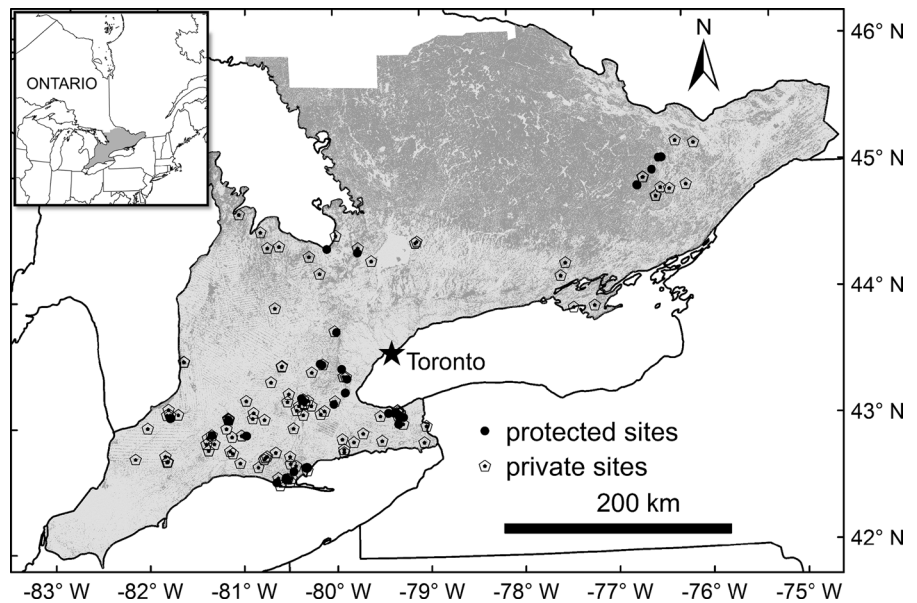 ONTARIO
N
46° N
45° N
44° N
43° N
42° N
Toronto
protected sites
private sites
200 km
-83° W -82° W -81° W -80° W -79° W -78° W -77° W -76° W -75° W